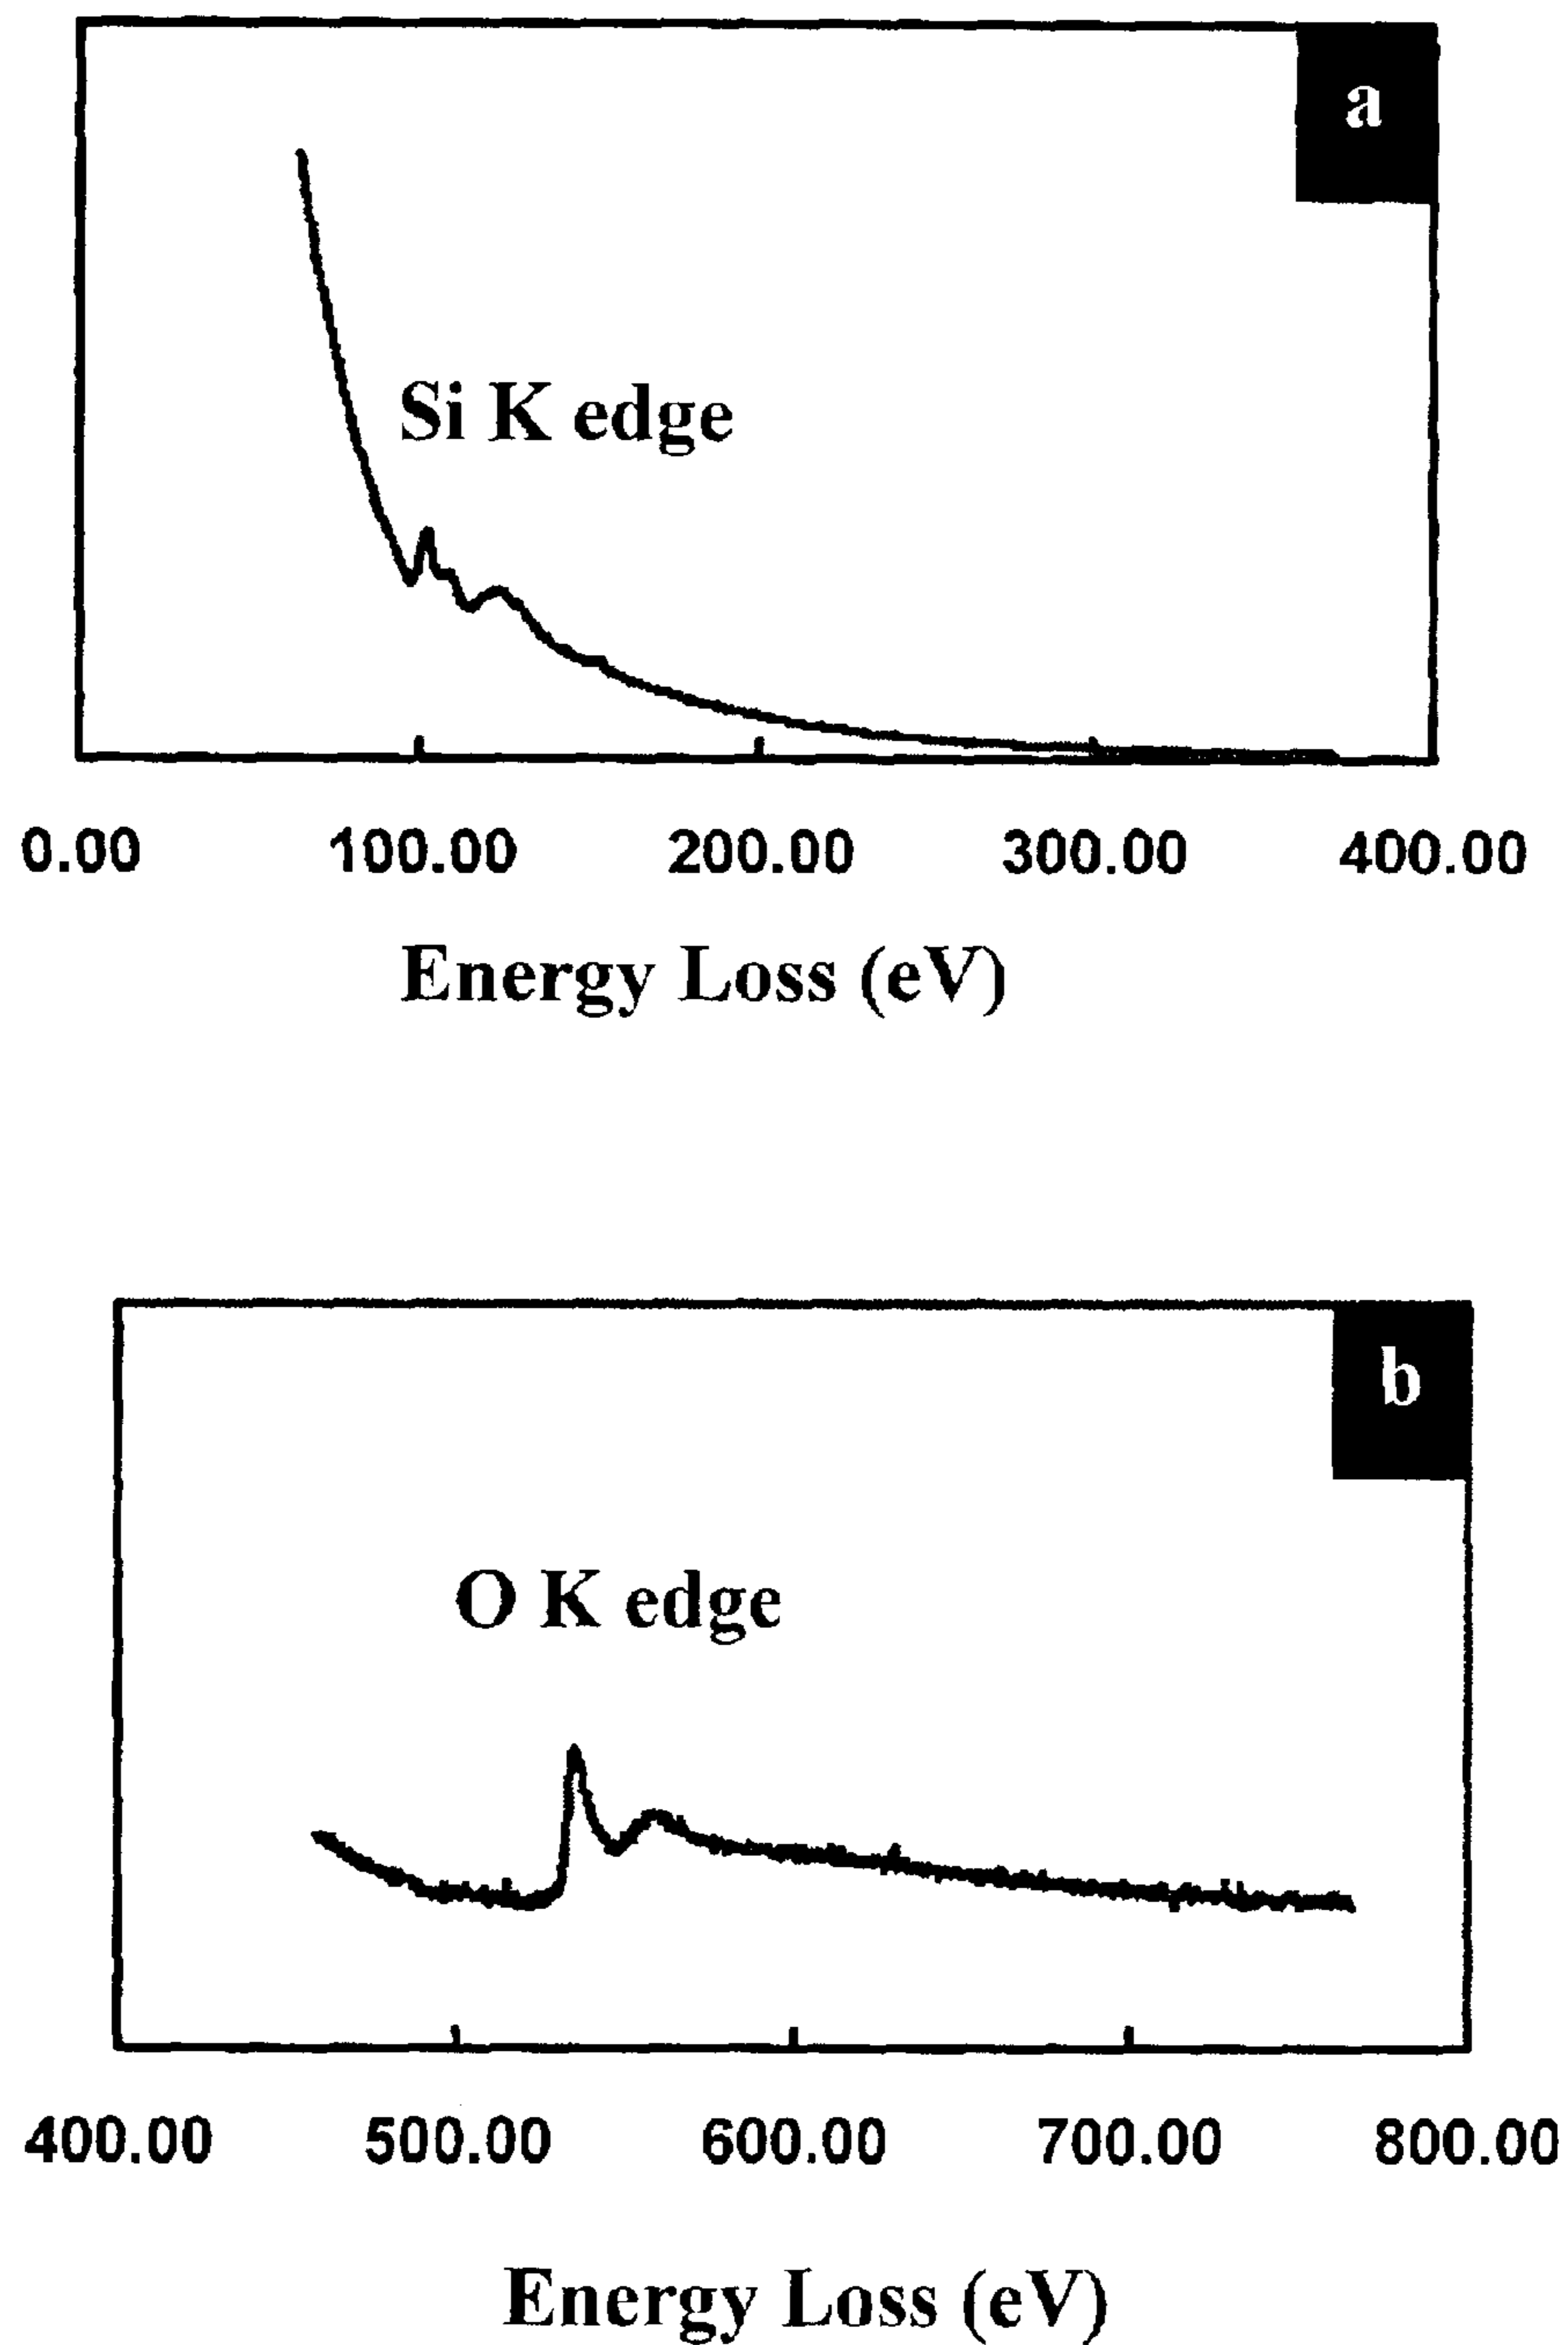 a
Si K edge
0.00 100.00 200.00 300.00 400.00
Energy Loss (eV)
b
O K edge
400.00 500.00 600.00 700.00 800.00
Energy Loss (eV)